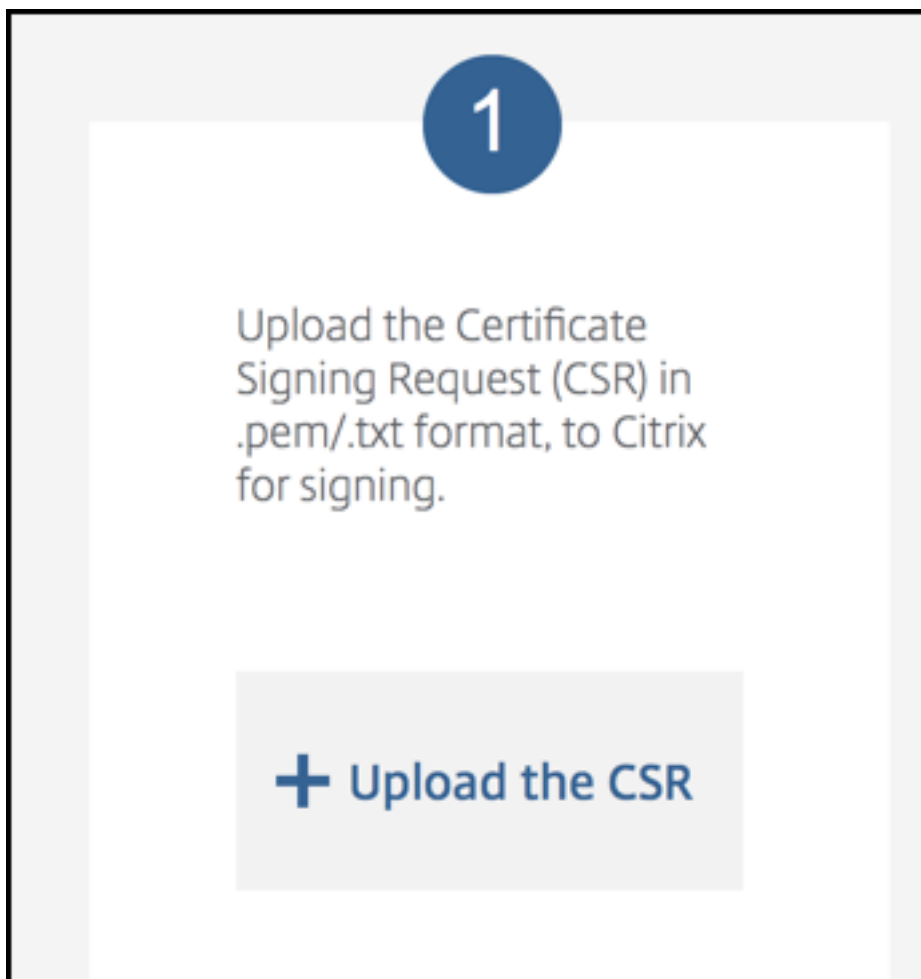 1
Upload the Certificate
Signing Request (CSR) in
.pem/.txt format, to Citrix
for signing.
+ Upload the CSR